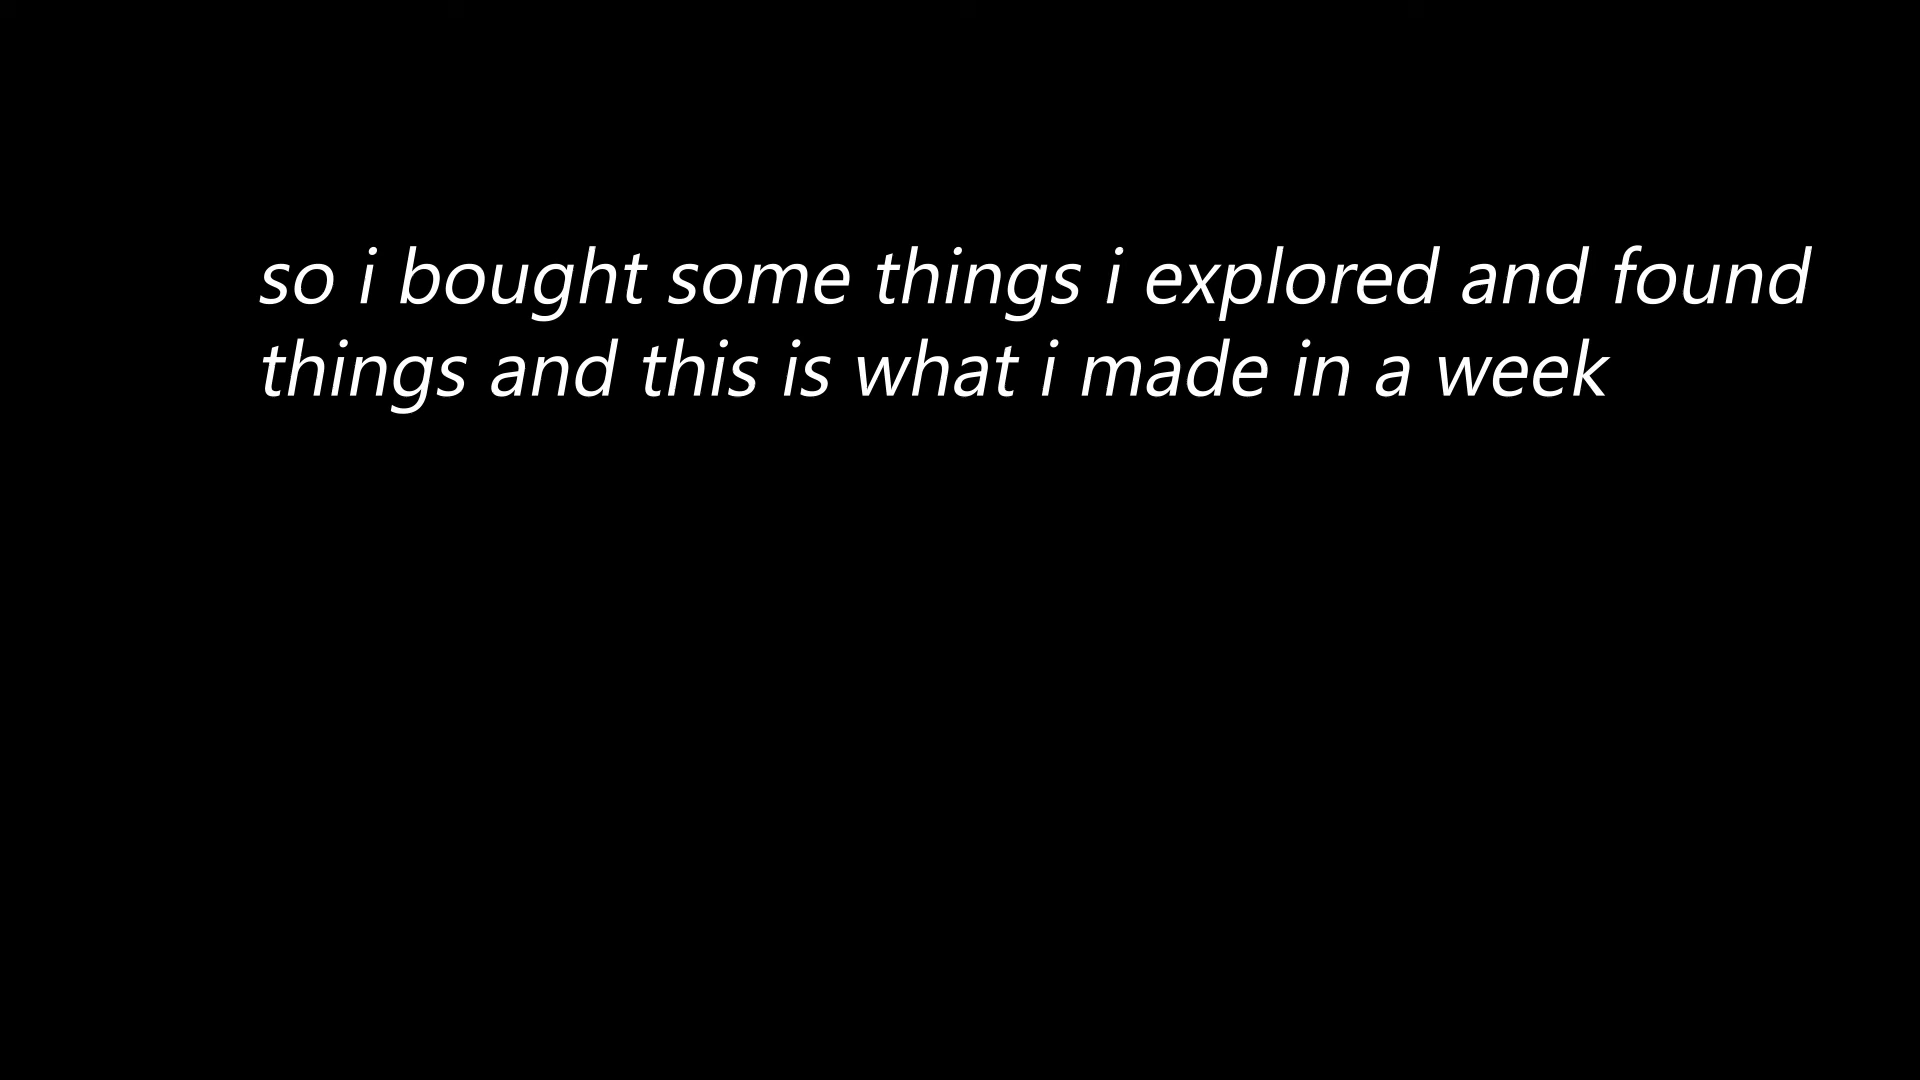 so i bought some things i explored and found
things and this is what i made in a week